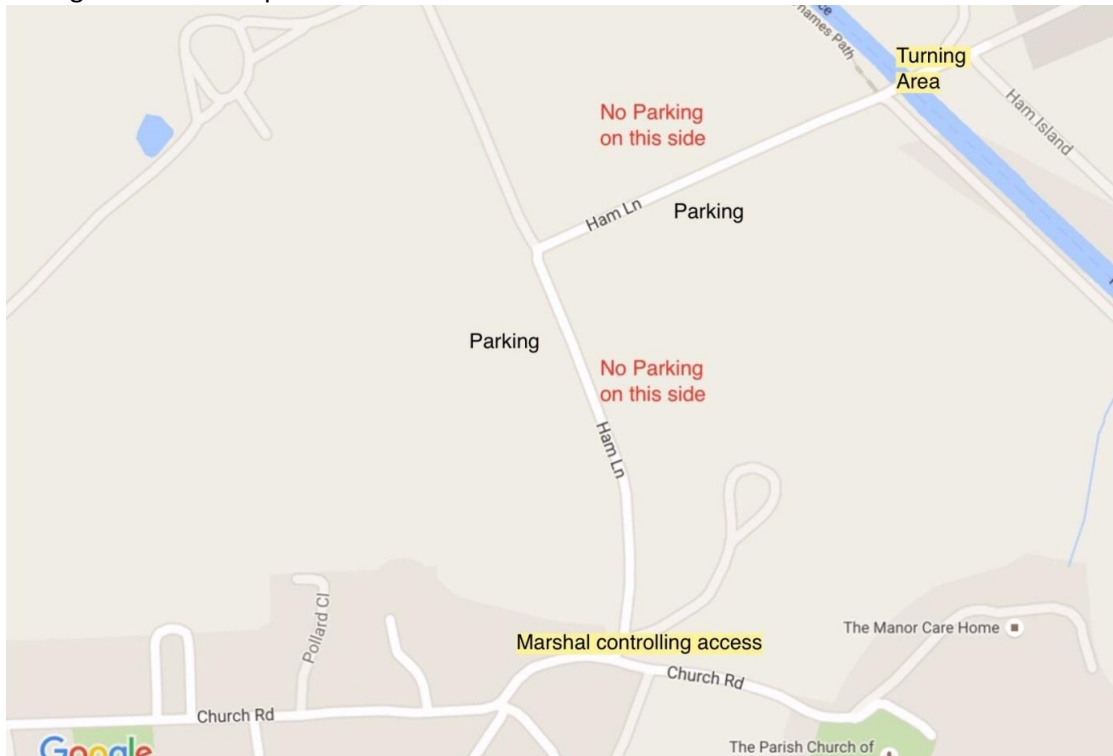 Thames Path
Turning
Area
Ham Island
No Parking
on this side
Ham Ln
Parking
Parking
No Parking
on this side
Ham Ln
Pollard Cl
Marshal controlling access
The Manor Care Home
Church Rd
Church Rd
Google
The Parish Church of